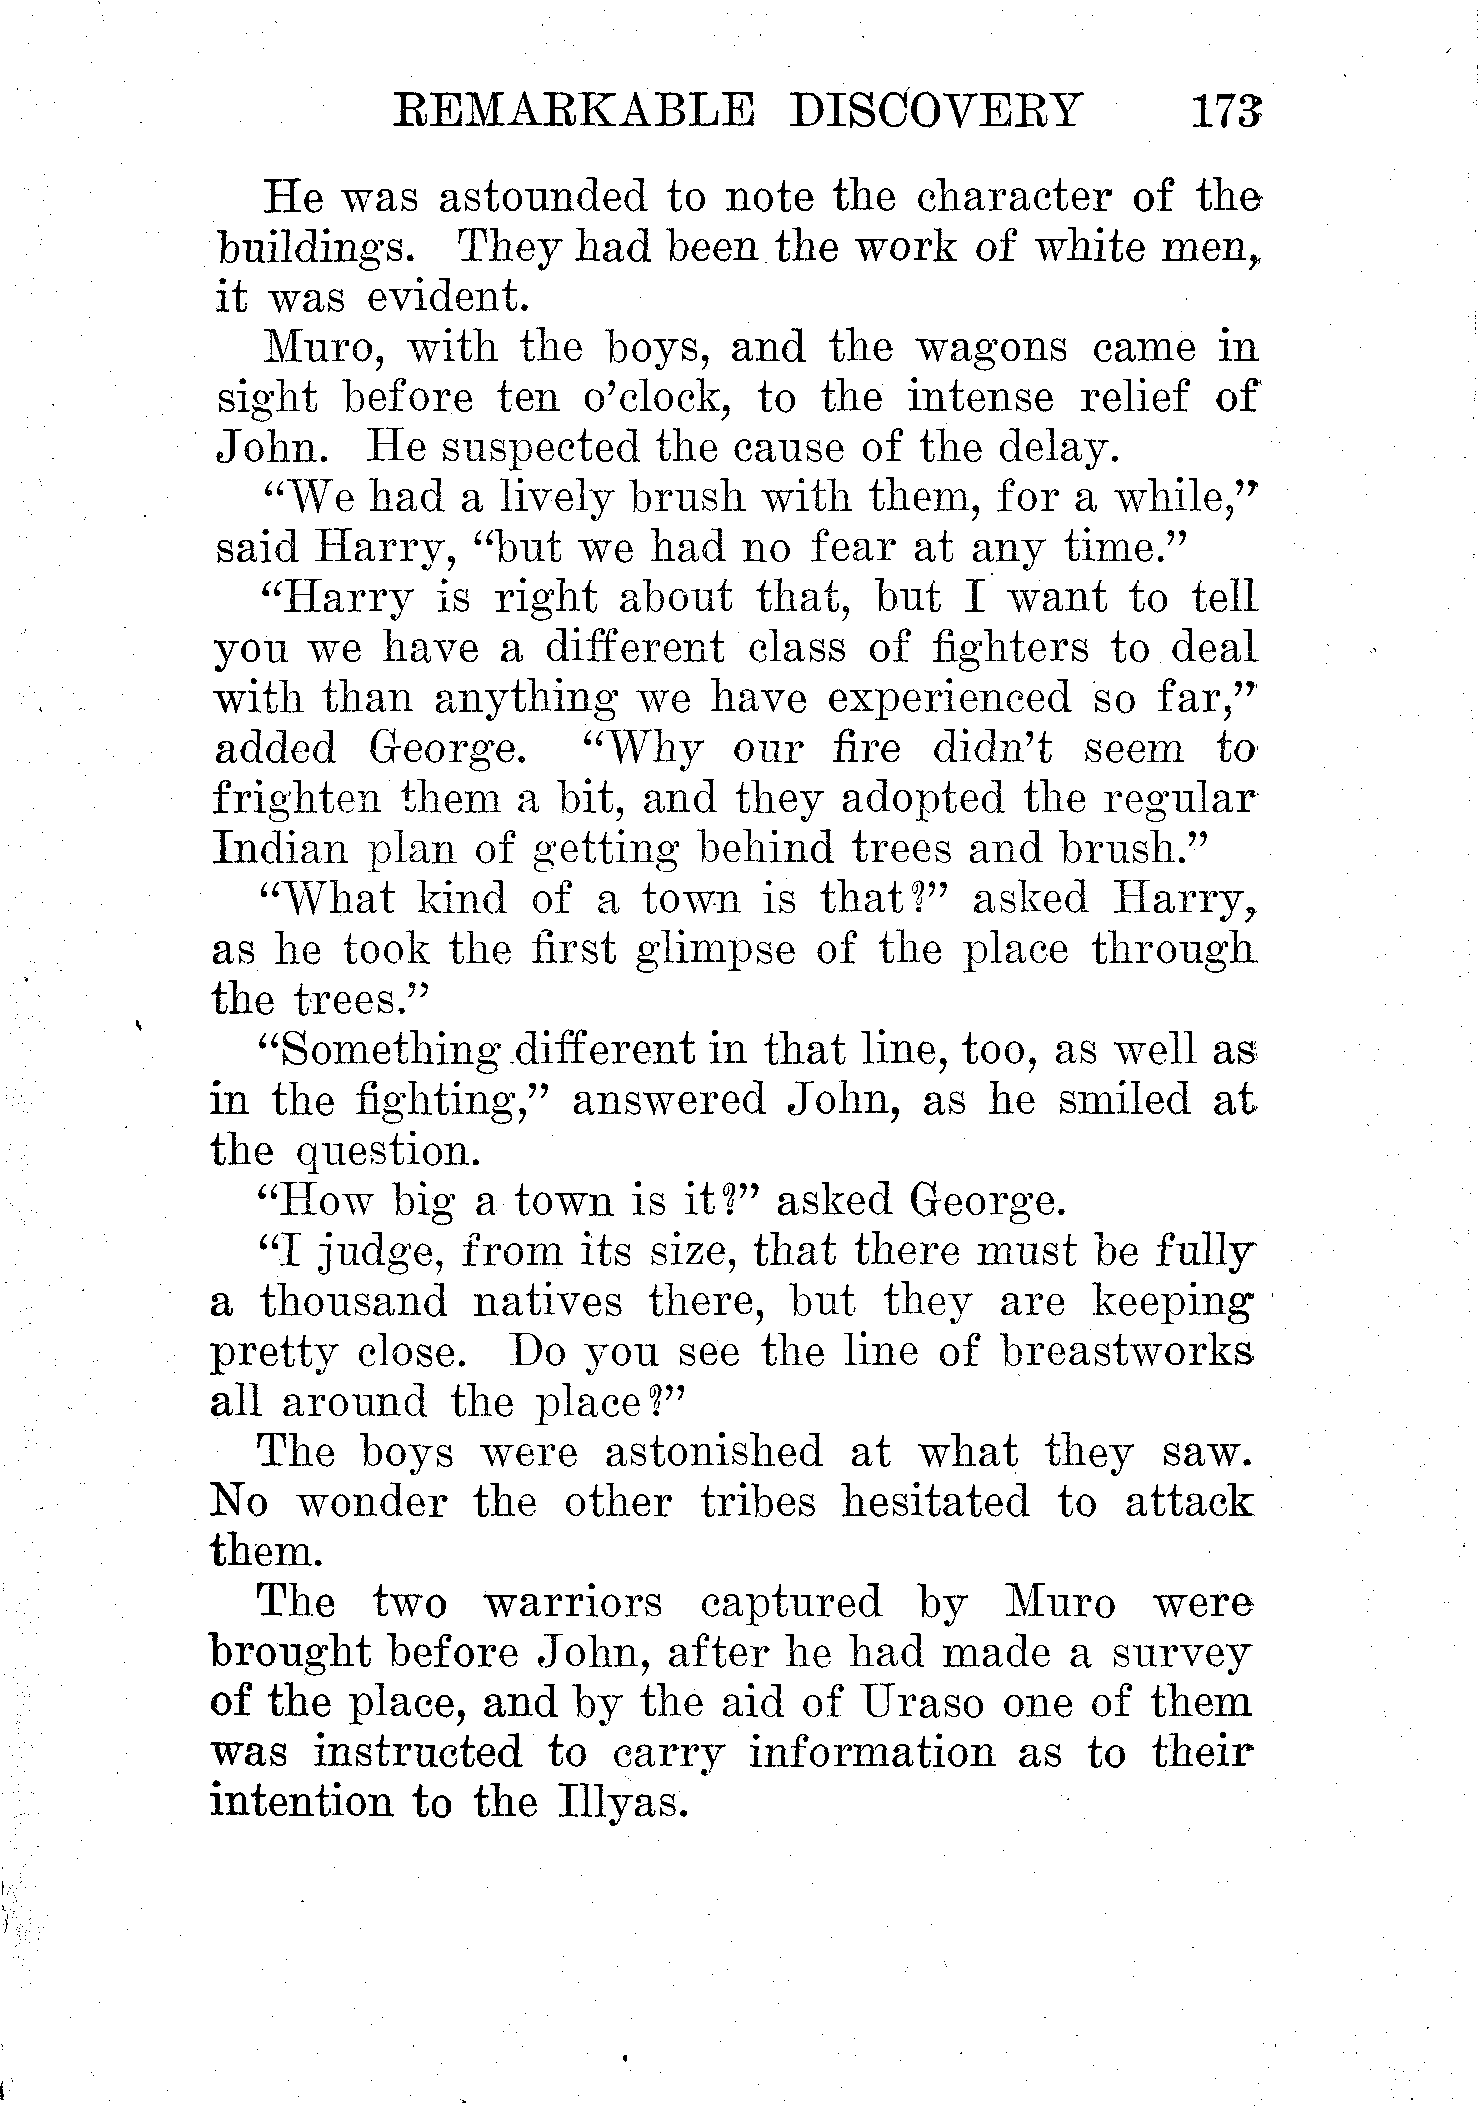 REMARKABLE DISCOVERY 173
He was astounded to note the character of the
buildings. They had been the work of white men,
it was evident.
Muro, with the boys, and the wagons came in
sight before ten o’clock, to the intense relief of
John. He suspected the cause of the delay.
“We had a lively brush with them, for a while,”
said Harry, “but we had no fear at any time.”
“Harry is right about that, but I want to tell
you we have a different class of fighters to deal
with than anything we have experienced so far,”
added George. “Why our fire didn’t seem to
frighten them a bit, and they adopted the regular
Indian plan of getting behind trees and brush.”
“What kind of a town is that?” asked Harry,
as he took the first glimpse of the place through
the trees.”
“Something different in that line, too, as well as
in the fighting,” answered John, as he smiled at
the question.
“How big a town is it?” asked George.
“I judge, from its size, that there must be fully
a thousand natives there, but they are keeping
pretty close. Do you see the line of breastworks
all around the place?”
The boys were astonished at what they saw.
No wonder the other tribes hesitated to attack
them.
The two warriors captured by Muro were
brought before John, after he had made a survey
of the place, and by the aid of Uraso one of them
was instructed to carry information as to their
intention to the Illyas.